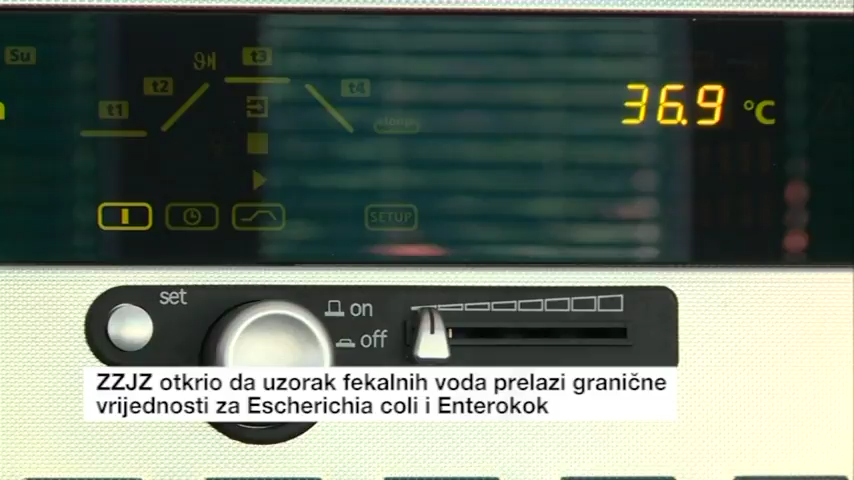 Su
t3
t2
t4
t1
36.9 °C
SETUP
set
on
off
ZZJZ otkrio da uzorak fekalnih voda prelazi granične
vrijednosti za Escherichia coli i Enterokok